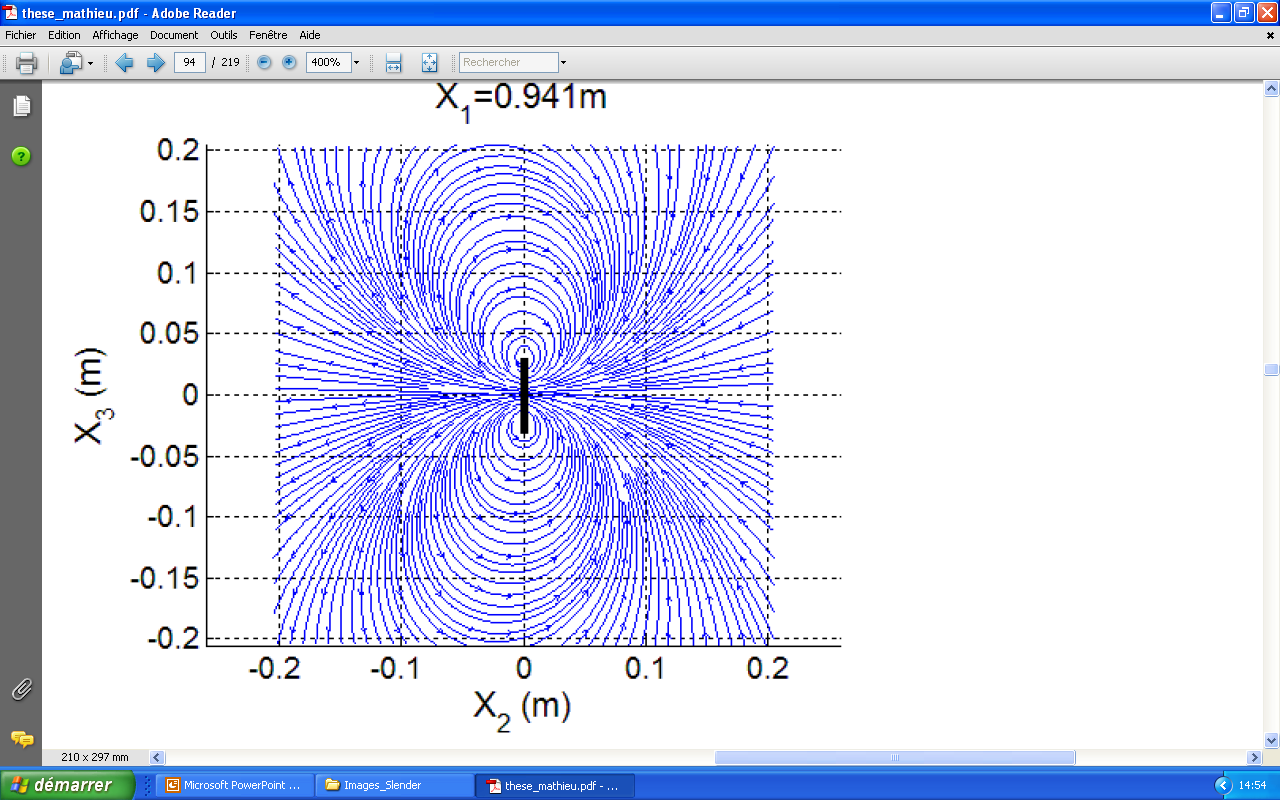 these_mathieu.pdf - Adobe Reader
Fichier Edition Affichage Document Outils Fenêtre Aide
94 / 219 400% Rechercher
X1=0.941m
0.2
0.15
0.1
0.05
0
-0.05
-0.1
-0.15
-0.2
X3 (m)
-0.2 -0.1 0 0.1 0.2
X2 (m)
210 x 297 mm
démarrer Microsoft PowerPoint ... Images_Slender these_mathieu.pdf - ... 14:54